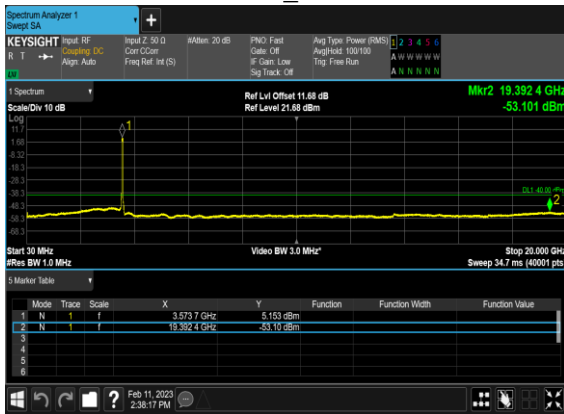 Spectrum Analyzer 1
Swept SA
KEYSIGHT Input: RF Input Z: 50 Ω #Atten: 20 dB PNO: Fast Avg Type: Power (RMS) 1 2 3 4 5 6
R T Coupling: DC Corr CCorr Gate: Off Avg|Hold: 100/100 A W W W W W
Align: Auto Freq Ref: Int (S) IF Gain: Low Trig: Free Run
LXI Sig Track: Off A N N N N N
1 Spectrum Ref Lvl Offset 11.68 dB Mkr2 19.392 4 GHz
Scale/Div 10 dB Ref Level 21.68 dBm -53.101 dBm
Log
11.7
1.68
-8.32
-18.3
-28.3
-38.3
DL1 -40.00 dBm
-48.3
-58.3
-68.3
1
2
Start 30 MHz Video BW 3.0 MHz* Stop 20.000 GHz
#Res BW 1.0 MHz Sweep 34.7 ms (40001 pts)
5 Marker Table
Mode Trace Scale X Y Function Function Width Function Value
1 N 1 f 3.573 7 GHz 5.153 dBm
2 N 1 f 19.392 4 GHz -53.10 dBm
3
4
5
6
? Feb 11, 2023
2:38:17 PM